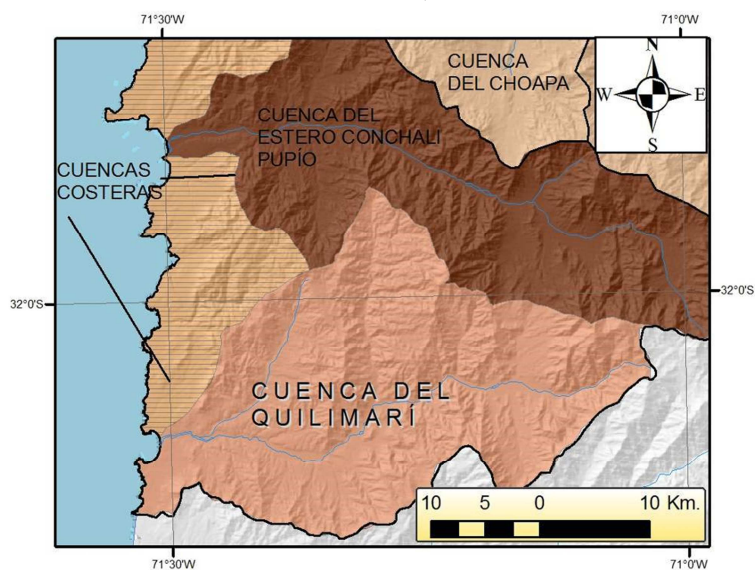 71°30'W
71°0'W
CUENCA
DEL CHOAPA
N
W
E
S
CUENCA DEL
ESTERO CONCHALI
PUPÍO
CUENCAS
COSTERAS
32°0'S
32°0'S
CUENCA DEL
QUILIMARÍ
10 5 0 10 Km.
71°30'W
71°0'W